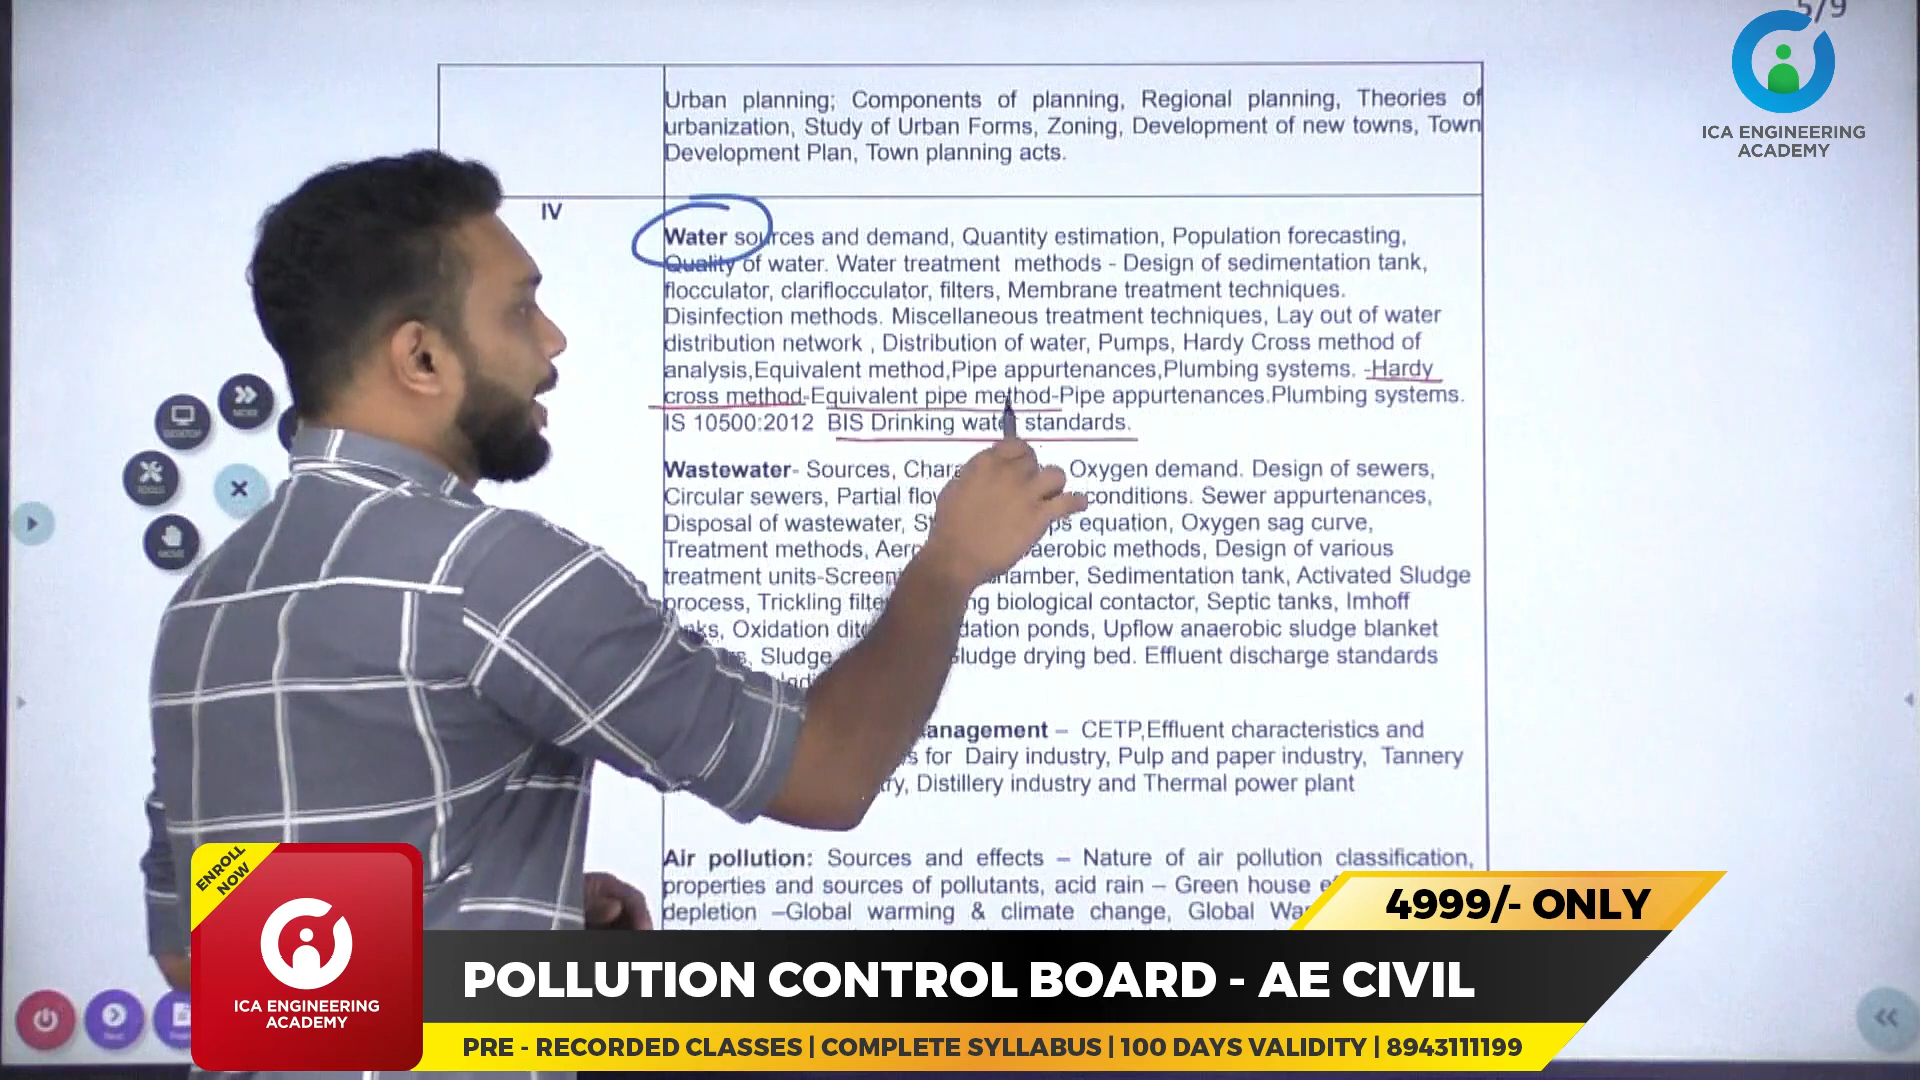 5/9
ICA ENGINEERING
ACADEMY
Urban planning; Components of planning, Regional planning, Theories of
urbanization, Study of Urban Forms, Zoning, Development of new towns, Town
Development Plan, Town planning acts.
IV
Water sources and demand, Quantity estimation, Population forecasting,
Quality of water. Water treatment methods - Design of sedimentation tank,
flocculator, clariflocculator, filters, Membrane treatment techniques.
Disinfection methods. Miscellaneous treatment techniques, Lay out of water
distribution network , Distribution of water, Pumps, Hardy Cross method of
analysis,Equivalent method,Pipe appurtenances,Plumbing systems. -Hardy
cross method-Equivalent pipe method-Pipe appurtenances.Plumbing systems.
IS 10500:2012 BIS Drinking water standards.
Wastewater- Sources, Oxygen demand. Design of sewers,
Circular sewers, Partial conditions. Sewer appurtenances,
Disposal of wastewater, equation, Oxygen sag curve,
Treatment methods, methods, Design of various
treatment units- Sedimentation tank, Activated Sludge
process, Trickling biological contactor, Septic tanks, Imhoff
Oxidation ponds, Upflow anaerobic sludge blanket
Sludge Sludge drying bed. Effluent discharge standards
anagement – CETP,Effluent characteristics and
for Dairy industry, Pulp and paper industry, Tannery
Distillery industry and Thermal power plant
Air pollution: Sources and effects – Nature of air pollution classification,
properties and sources of pollutants, acid rain – Green house
depletion –Global warming & climate change, Global
DESKTOP
MORE
TOOLS
MOVE
Next
ENROLL
NOW
ICA ENGINEERING
ACADEMY
4999/- ONLY
POLLUTION CONTROL BOARD - AE CIVIL
PRE - RECORDED CLASSES | COMPLETE SYLLABUS | 100 DAYS VALIDITY | 8943111199